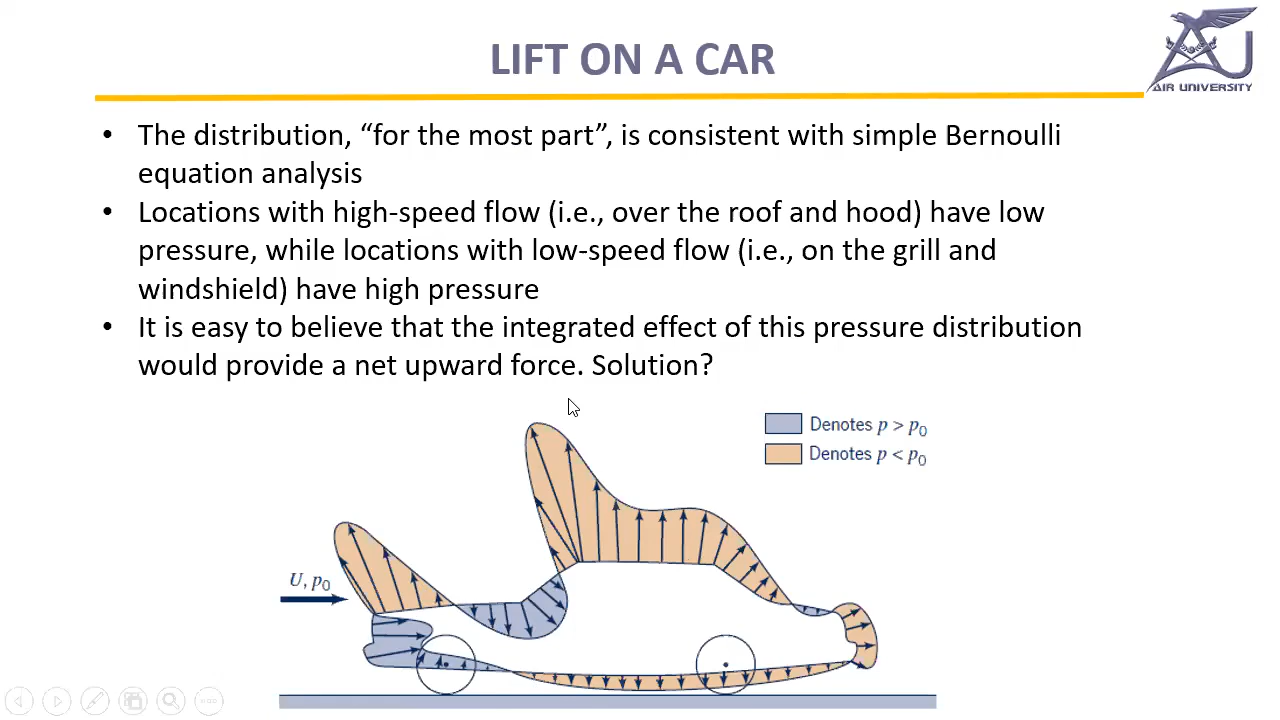 LIFT ON A CAR
AIR UNIVERSITY
• The distribution, “for the most part”, is consistent with simple Bernoulli
equation analysis
• Locations with high-speed flow (i.e., over the roof and hood) have low
pressure, while locations with low-speed flow (i.e., on the grill and
windshield) have high pressure
• It is easy to believe that the integrated effect of this pressure distribution
would provide a net upward force. Solution?
Denotes p > p₀
Denotes p < p₀
U, p₀